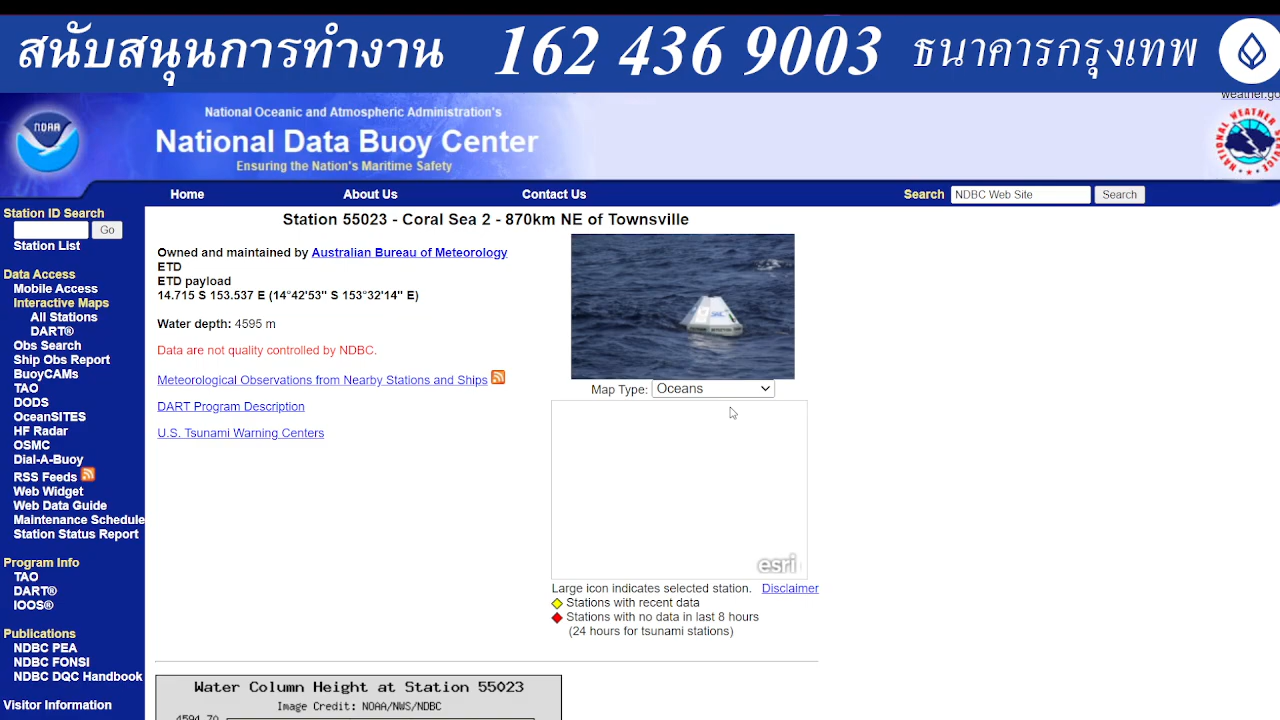 สนับสนุนการทำงาน 162 436 9003 ธนาคารกรุงเทพ
weather.go
NOAA
National Oceanic and Atmospheric Administration's
National Data Buoy Center
Ensuring the Nation's Maritime Safety
NATIONAL WEATHER SE
Home About Us Contact Us Search NDBC Web Site Search
Station ID Search
Go
Station List
Data Access
Mobile Access
Interactive Maps
All Stations
DART®
Obs Search
Ship Obs Report
BuoyCAMs
TAO
DODS
OceanSITES
HF Radar
OSMC
Dial-A-Buoy
RSS Feeds
Web Widget
Web Data Guide
Maintenance Schedule
Station Status Report
Program Info
TAO
DART®
IOOS®
Publications
NDBC PEA
NDBC FONSI
NDBC DQC Handbook
Visitor Information
Station 55023 - Coral Sea 2 - 870km NE of Townsville
Owned and maintained by Australian Bureau of Meteorology
ETD
ETD payload
14.715 S 153.537 E (14°42'53" S 153°32'14" E)
Water depth: 4595 m
Data are not quality controlled by NDBC.
Meteorological Observations from Nearby Stations and Ships
DART Program Description
U.S. Tsunami Warning Centers
Map Type: Oceans
esri
Large icon indicates selected station. Disclaimer
Stations with recent data
Stations with no data in last 8 hours
(24 hours for tsunami stations)
Water Column Height at Station 55023
Image Credit: NOAA/NWS/NDBC
4594.70